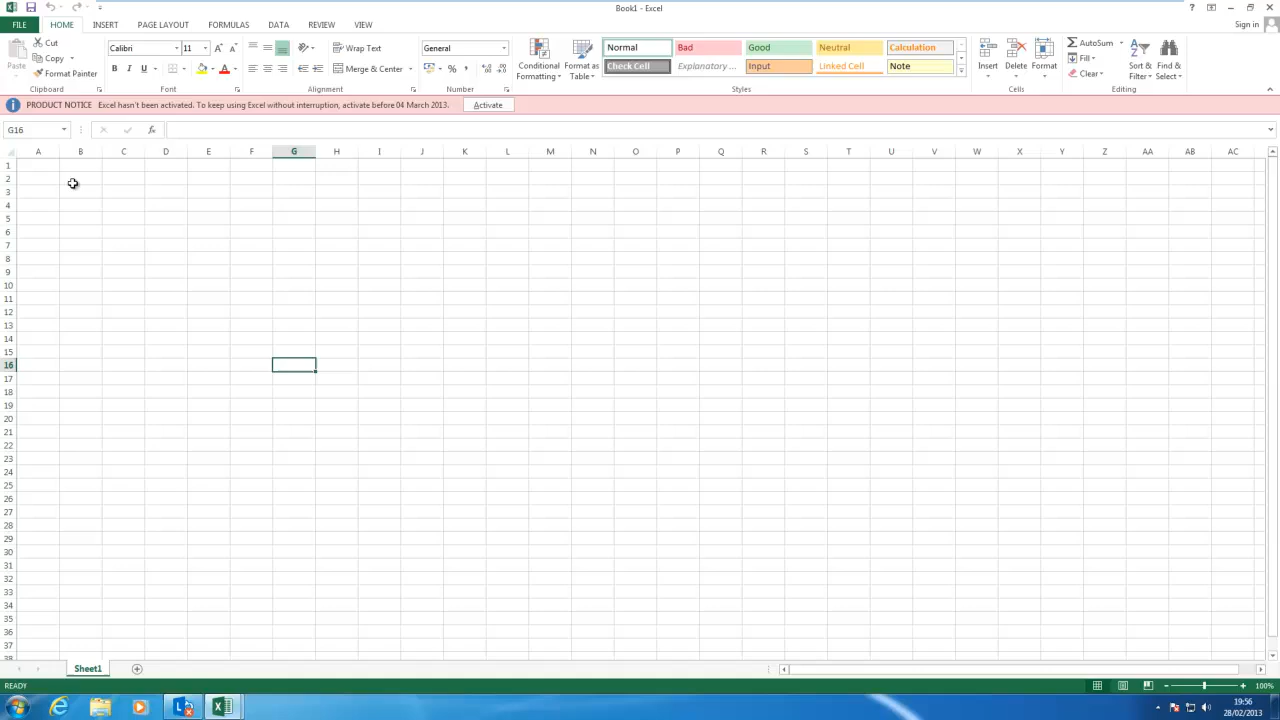 Book1 - Excel
FILE HOME INSERT PAGE LAYOUT FORMULAS DATA REVIEW VIEW Sign in
Paste Cut Copy Format Painter Clipboard
Calibri 11 A A B I U A Font
Wrap Text Merge & Center Alignment
General % , Number
Conditional Formatting Format as Table
Normal Bad Good Neutral Calculation
Check Cell Explanatory ... Input Linked Cell Note
Styles
Insert Delete Format Cells
AutoSum Fill Clear Sort & Filter Find & Select Editing
PRODUCT NOTICE Excel hasn't been activated. To keep using Excel without interruption, activate before 04 March 2013. Activate
G16 fx
A B C D E F G H I J K L M N O P Q R S T U V W X Y Z AA AB AC
1
2
3
4
5
6
7
8
9
10
11
12
13
14
15
16
17
18
19
20
21
22
23
24
25
26
27
28
29
30
31
32
33
34
35
36
37
38
Sheet1
READY 100%
19:56
28/02/2013